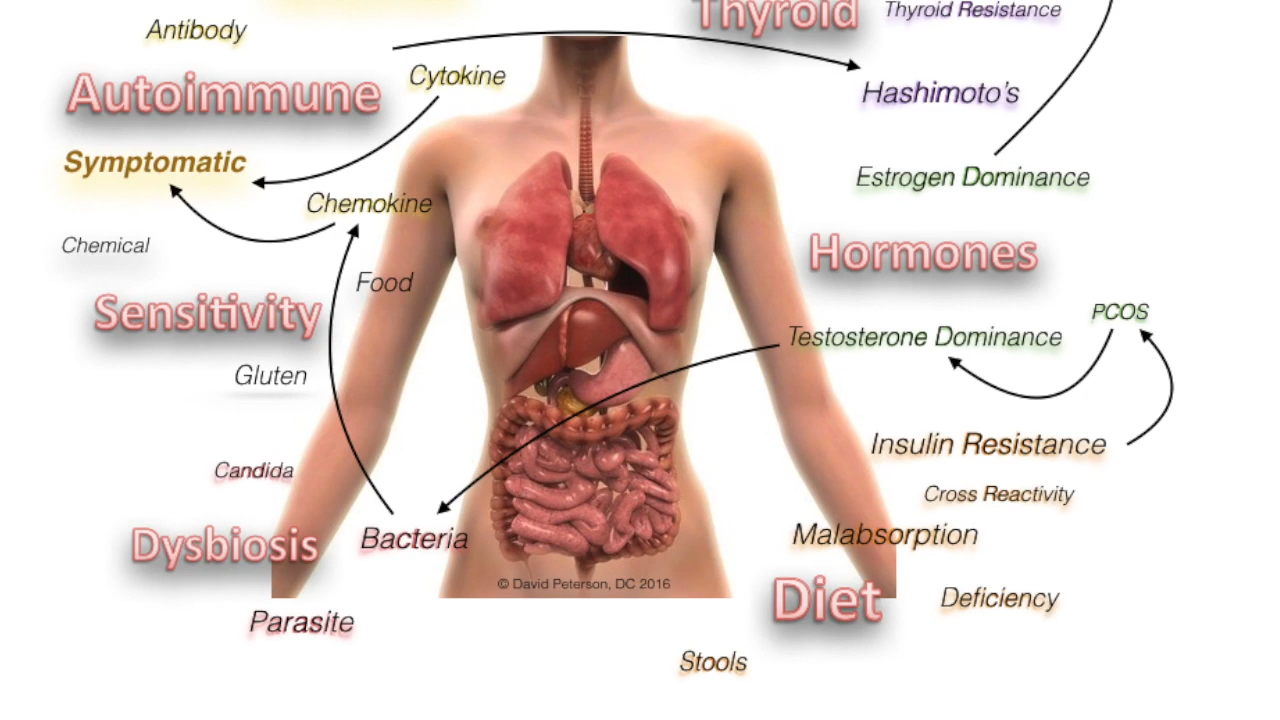 Thyroid
Thyroid Resistance
Antibody
Cytokine
Autoimmune
Hashimoto's
Symptomatic
Estrogen Dominance
Chemokine
Chemical
Hormones
Food
Sensitivity
PCOS
Testosterone Dominance
Gluten
Insulin Resistance
Candida
Cross Reactivity
Malabsorption
Bacteria
Dysbiosis
© David Peterson, DC 2016
Diet
Deficiency
Parasite
Stools